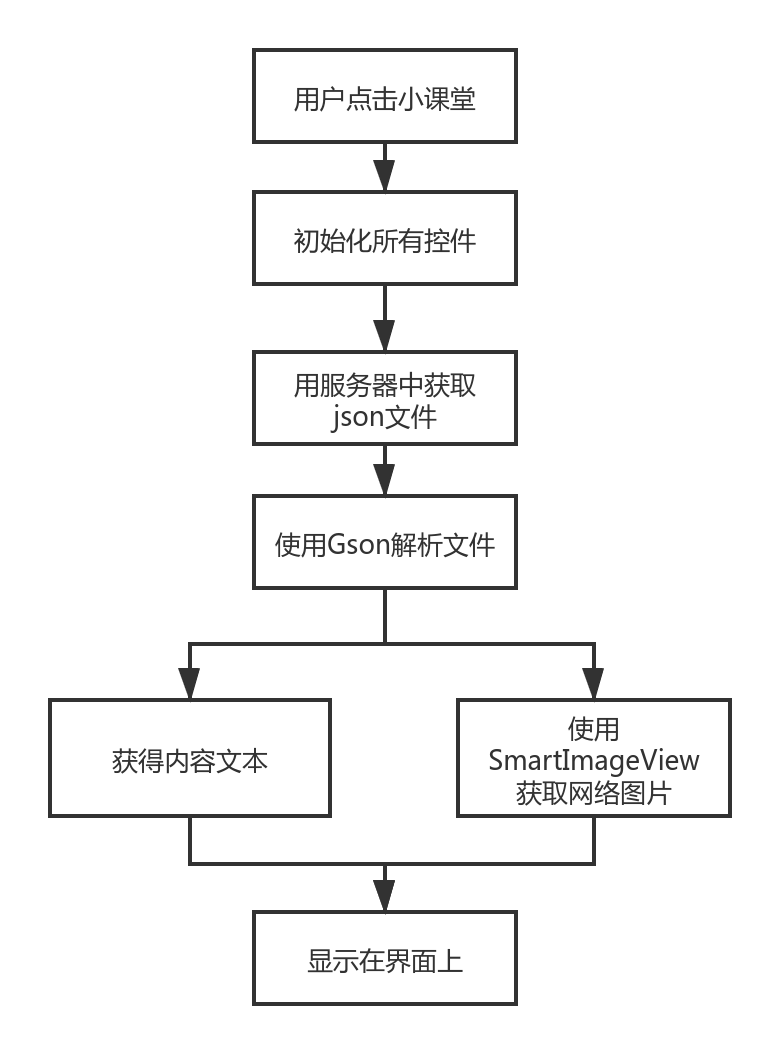 用户点击小课堂
初始化所有控件
用服务器中获取
json文件
使用Gson解析文件
获得内容文本
使用
SmartImageView
获取网络图片
显示在界面上